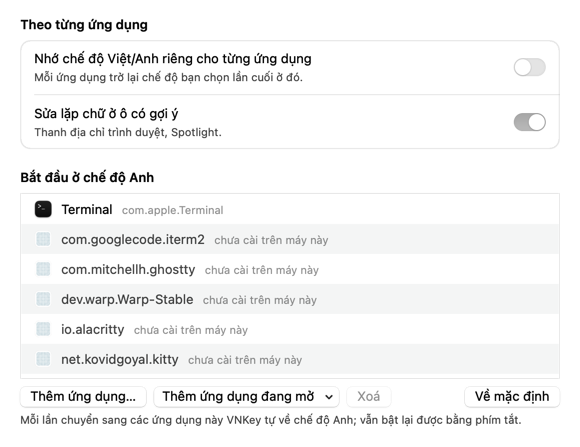 Theo từng ứng dụng
Nhớ chế độ Việt/Anh riêng cho từng ứng dụng
Mỗi ứng dụng trở lại chế độ bạn chọn lần cuối ở đó.
Sửa lặp chữ ở ô có gợi ý
Thanh địa chỉ trình duyệt, Spotlight.
Bắt đầu ở chế độ Anh
Terminal com.apple.Terminal
com.googlecode.iterm2 chưa cài trên máy này
com.mitchellh.ghostty chưa cài trên máy này
dev.warp.Warp-Stable chưa cài trên máy này
io.alacritty chưa cài trên máy này
net.kovidgoyal.kitty chưa cài trên máy này
Thêm ứng dụng... Thêm ứng dụng đang mở Xoá Về mặc định
Mỗi lần chuyển sang các ứng dụng này VNKey tự về chế độ Anh; vẫn bật lại được bằng phím tắt.